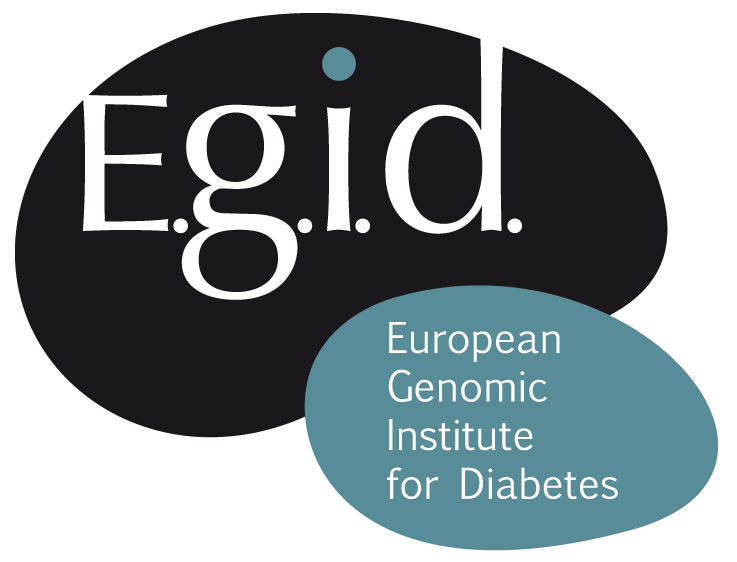 E.g.i.d.
European
Genomic
Institute
for Diabetes